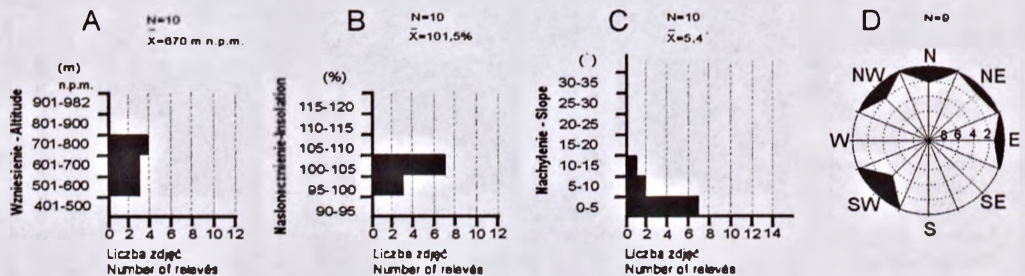 A
N=10
X̄=670 m n.p.m.
(m)
n.p.m.
901-982
801-900
701-800
601-700
501-600
401-500
Wzniesienie - Altitude
0 2 4 6 8 10 12
Liczba zdjęć
Number of relevés
B
N=10
X̄=101,5%
(%)
115-120
110-115
105-110
100-105
95-100
90-95
Nasłonecznienie-Insolation
0 2 4 6 8 10 12
Liczba zdjęć
Number of relevés
C
N=10
X̄=5,4°
(°)
30-35
25-30
20-25
15-20
10-15
5-10
0-5
Nachylenie - Slope
0 2 4 6 8 10 12 14
Liczba zdjęć
Number of relevés
D
N=9
N
NW NE
W 8 6 4 2 E
SW SE
S